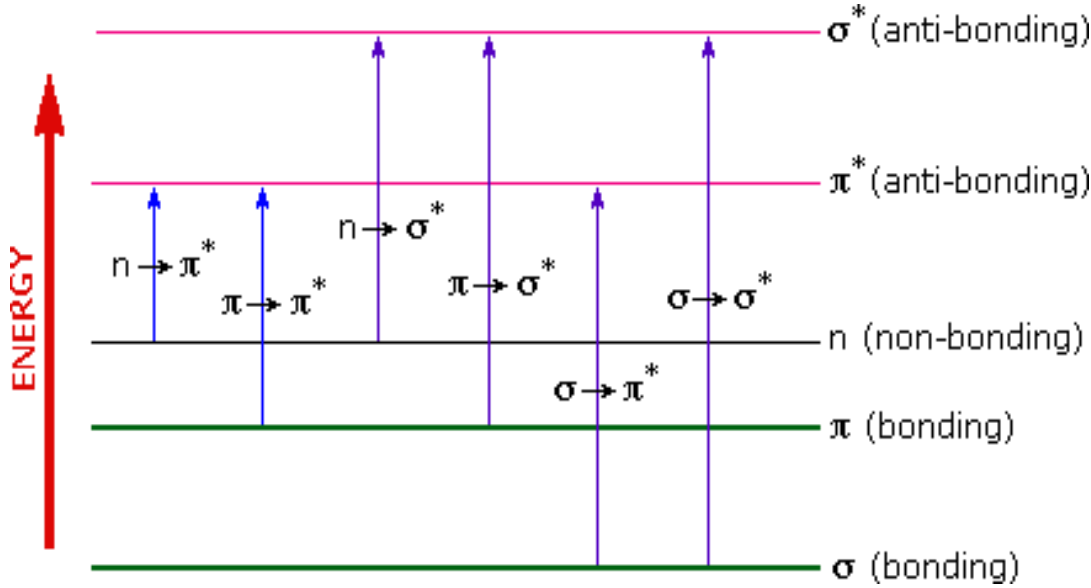 σ* (anti-bonding)
π* (anti-bonding)
n → σ*
n → π*
π → π*
π → σ*
σ → σ*
n (non-bonding)
σ → π*
π (bonding)
σ (bonding)
ENERGY